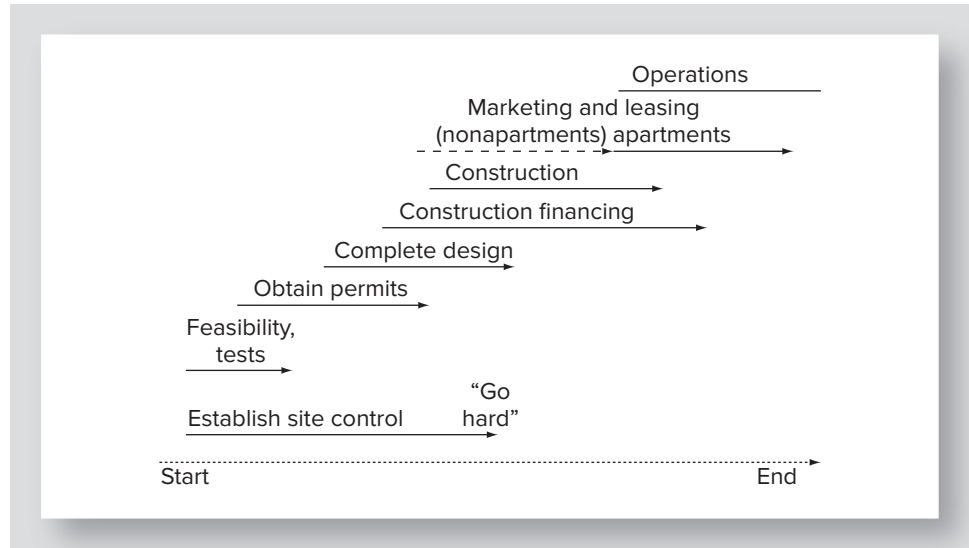 Operations
Marketing and leasing
(nonapartments) apartments
Construction
Construction financing
Complete design
Obtain permits
Feasibility,
tests
“Go
Establish site control hard”
Start End